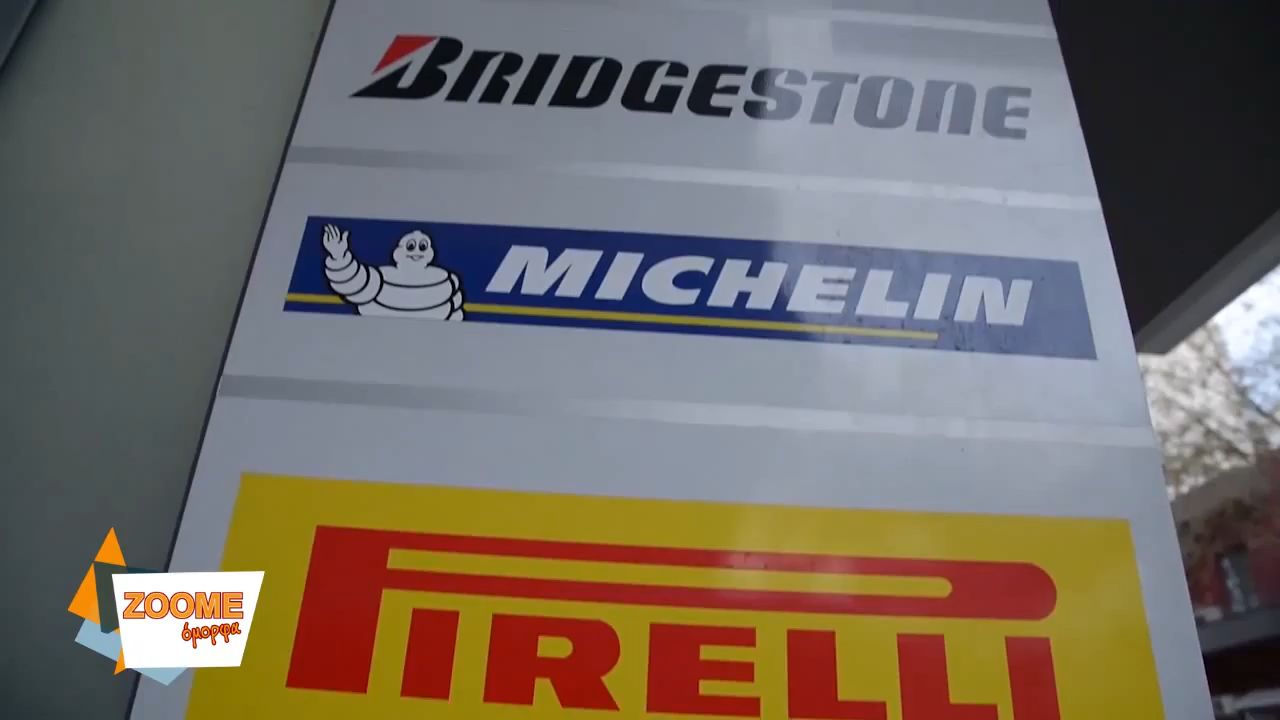 BRIDGESTONE
MICHELIN
PIRELLI
ZOOME
όμορφα